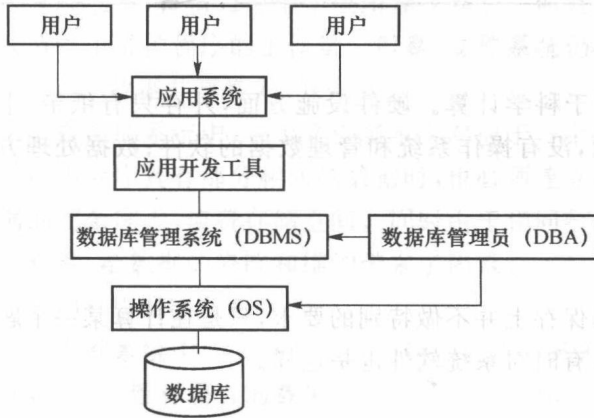 用户
用户
用户
应用系统
应用开发工具
数据库管理系统（DBMS）
数据库管理员（DBA）
操作系统（OS）
数据库